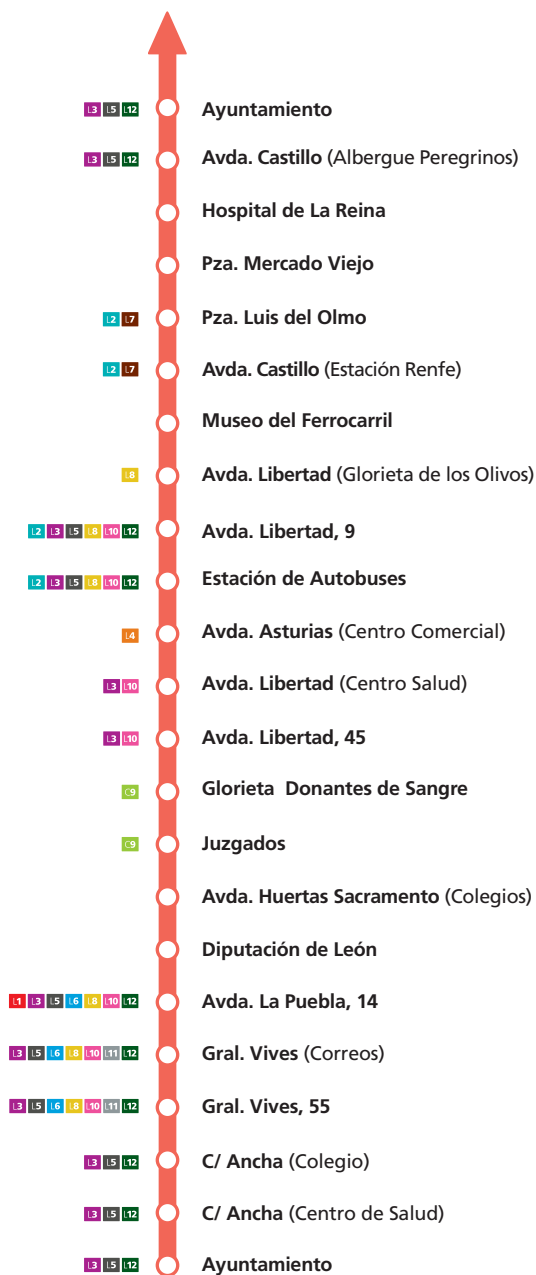 L3 L5 L12 Ayuntamiento
L3 L5 L12 Avda. Castillo (Albergue Peregrinos)
Hospital de La Reina
Pza. Mercado Viejo
L2 L7 Pza. Luis del Olmo
L2 L7 Avda. Castillo (Estación Renfe)
Museo del Ferrocarril
L8 Avda. Libertad (Glorieta de los Olivos)
L2 L3 L5 L8 L10 L12 Avda. Libertad, 9
L2 L3 L5 L8 L10 L12 Estación de Autobuses
L4 Avda. Asturias (Centro Comercial)
L3 L10 Avda. Libertad (Centro Salud)
L3 L10 Avda. Libertad, 45
C9 Glorieta Donantes de Sangre
C9 Juzgados
Avda. Huertas Sacramento (Colegios)
Diputación de León
L1 L3 L5 L6 L8 L10 L12 Avda. La Puebla, 14
L3 L5 L6 L8 L10 L11 L12 Gral. Vives (Correos)
L3 L5 L6 L8 L10 L11 L12 Gral. Vives, 55
L3 L5 L12 C/ Ancha (Colegio)
L3 L5 L12 C/ Ancha (Centro de Salud)
L3 L5 L12 Ayuntamiento